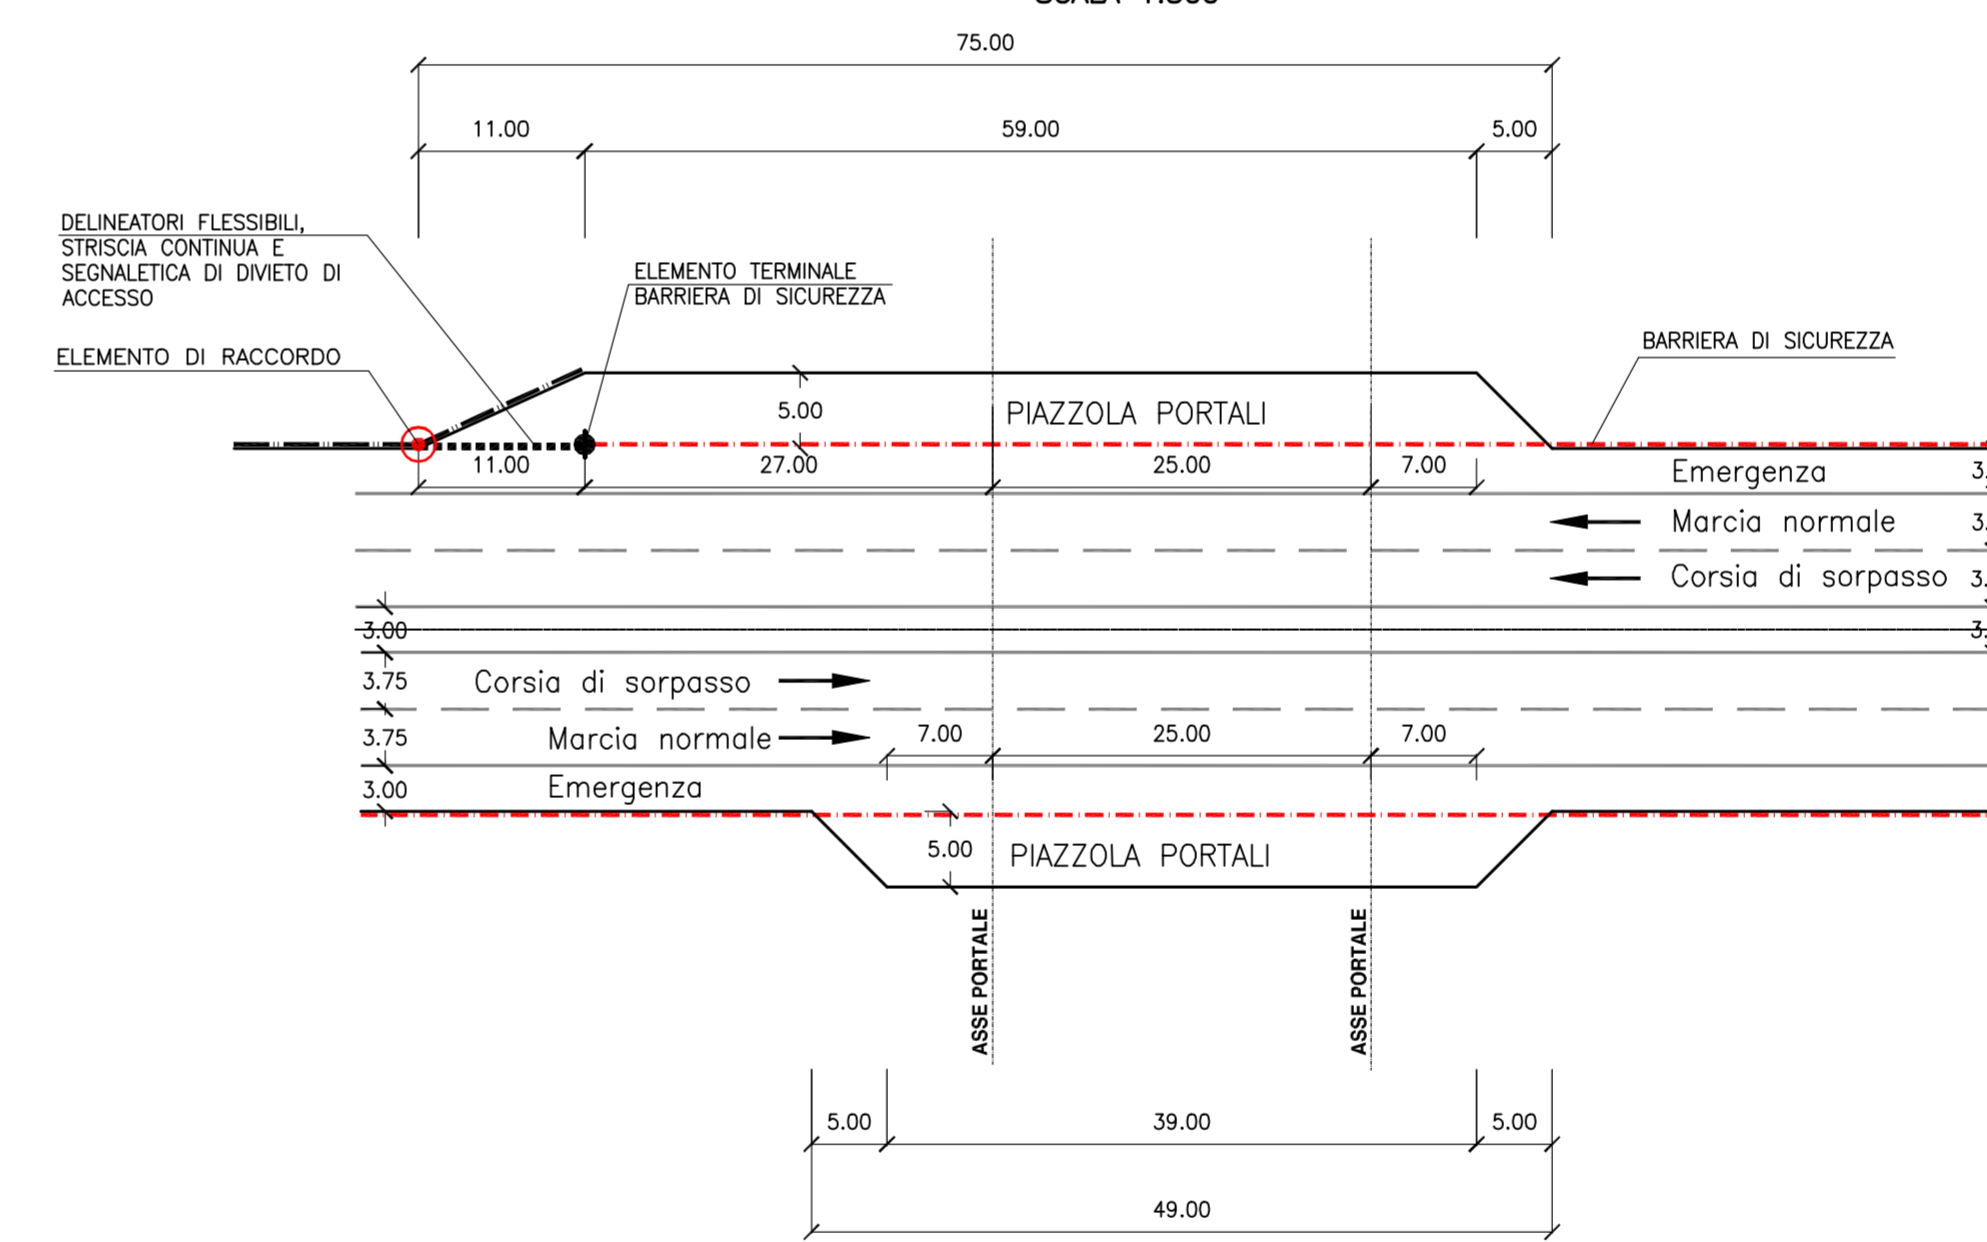 75.00
11.00 59.00 5.00
DELINEATORI FLESSIBILI,
STRISCIA CONTINUA E
SEGNALETICA DI DIVIETO DI
ACCESSO
ELEMENTO TERMINALE
BARRIERA DI SICUREZZA
BARRIERA DI SICUREZZA
ELEMENTO DI RACCORDO
5.00
PIAZZOLA PORTALI
11.00 27.00 25.00 7.00
Emergenza
Marcia normale
Corsia di sorpasso
3.00
3.75
Corsia di sorpasso
3.75
Marcia normale
7.00 25.00 7.00
3.00
Emergenza
5.00
PIAZZOLA PORTALI
ASSE PORTALE
ASSE PORTALE
5.00 39.00 5.00
49.00